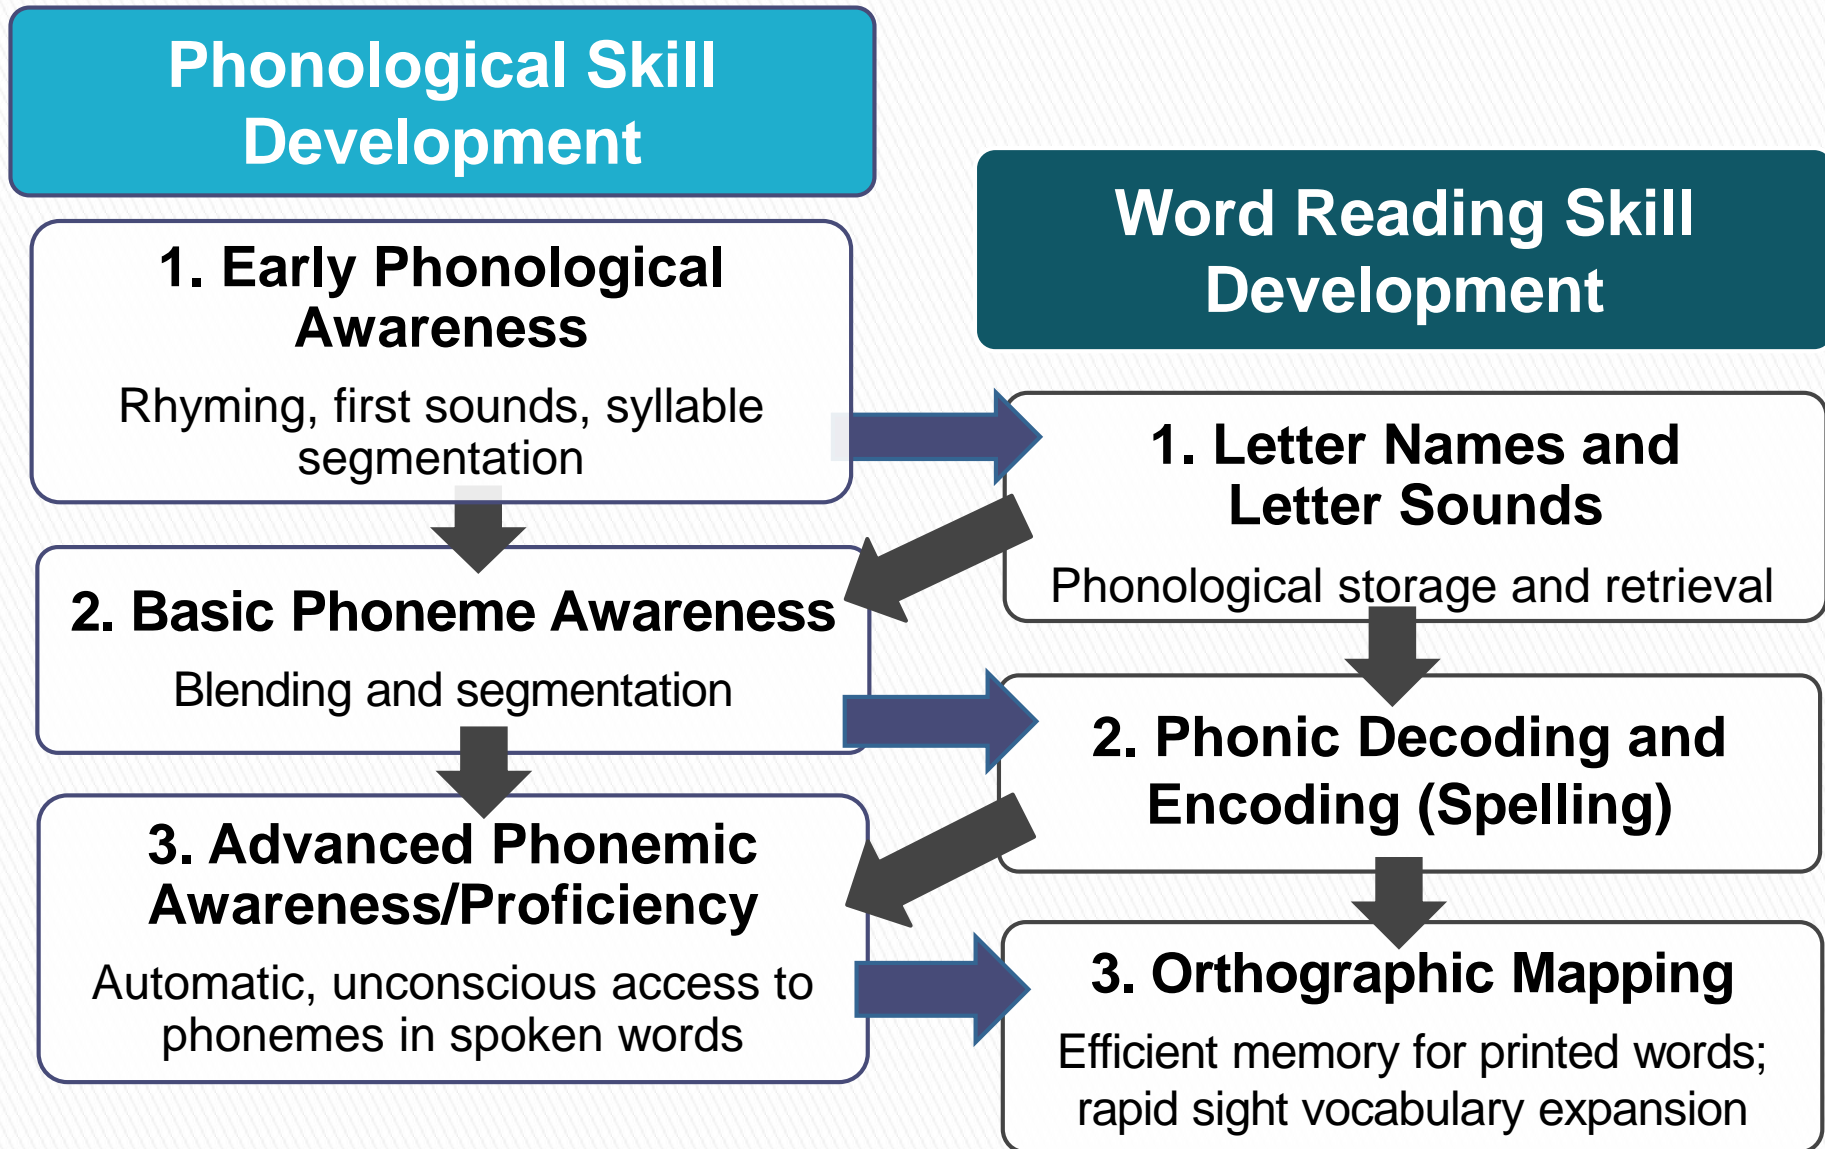 Phonological Skill
Development
1. Early Phonological
Awareness
Rhyming, first sounds, syllable
segmentation
2. Basic Phoneme Awareness
Blending and segmentation
3. Advanced Phonemic
Awareness/Proficiency
Automatic, unconscious access to
phonemes in spoken words
Word Reading Skill
Development
1. Letter Names and
Letter Sounds
Phonological storage and retrieval
2. Phonic Decoding and
Encoding (Spelling)
3. Orthographic Mapping
Efficient memory for printed words;
rapid sight vocabulary expansion